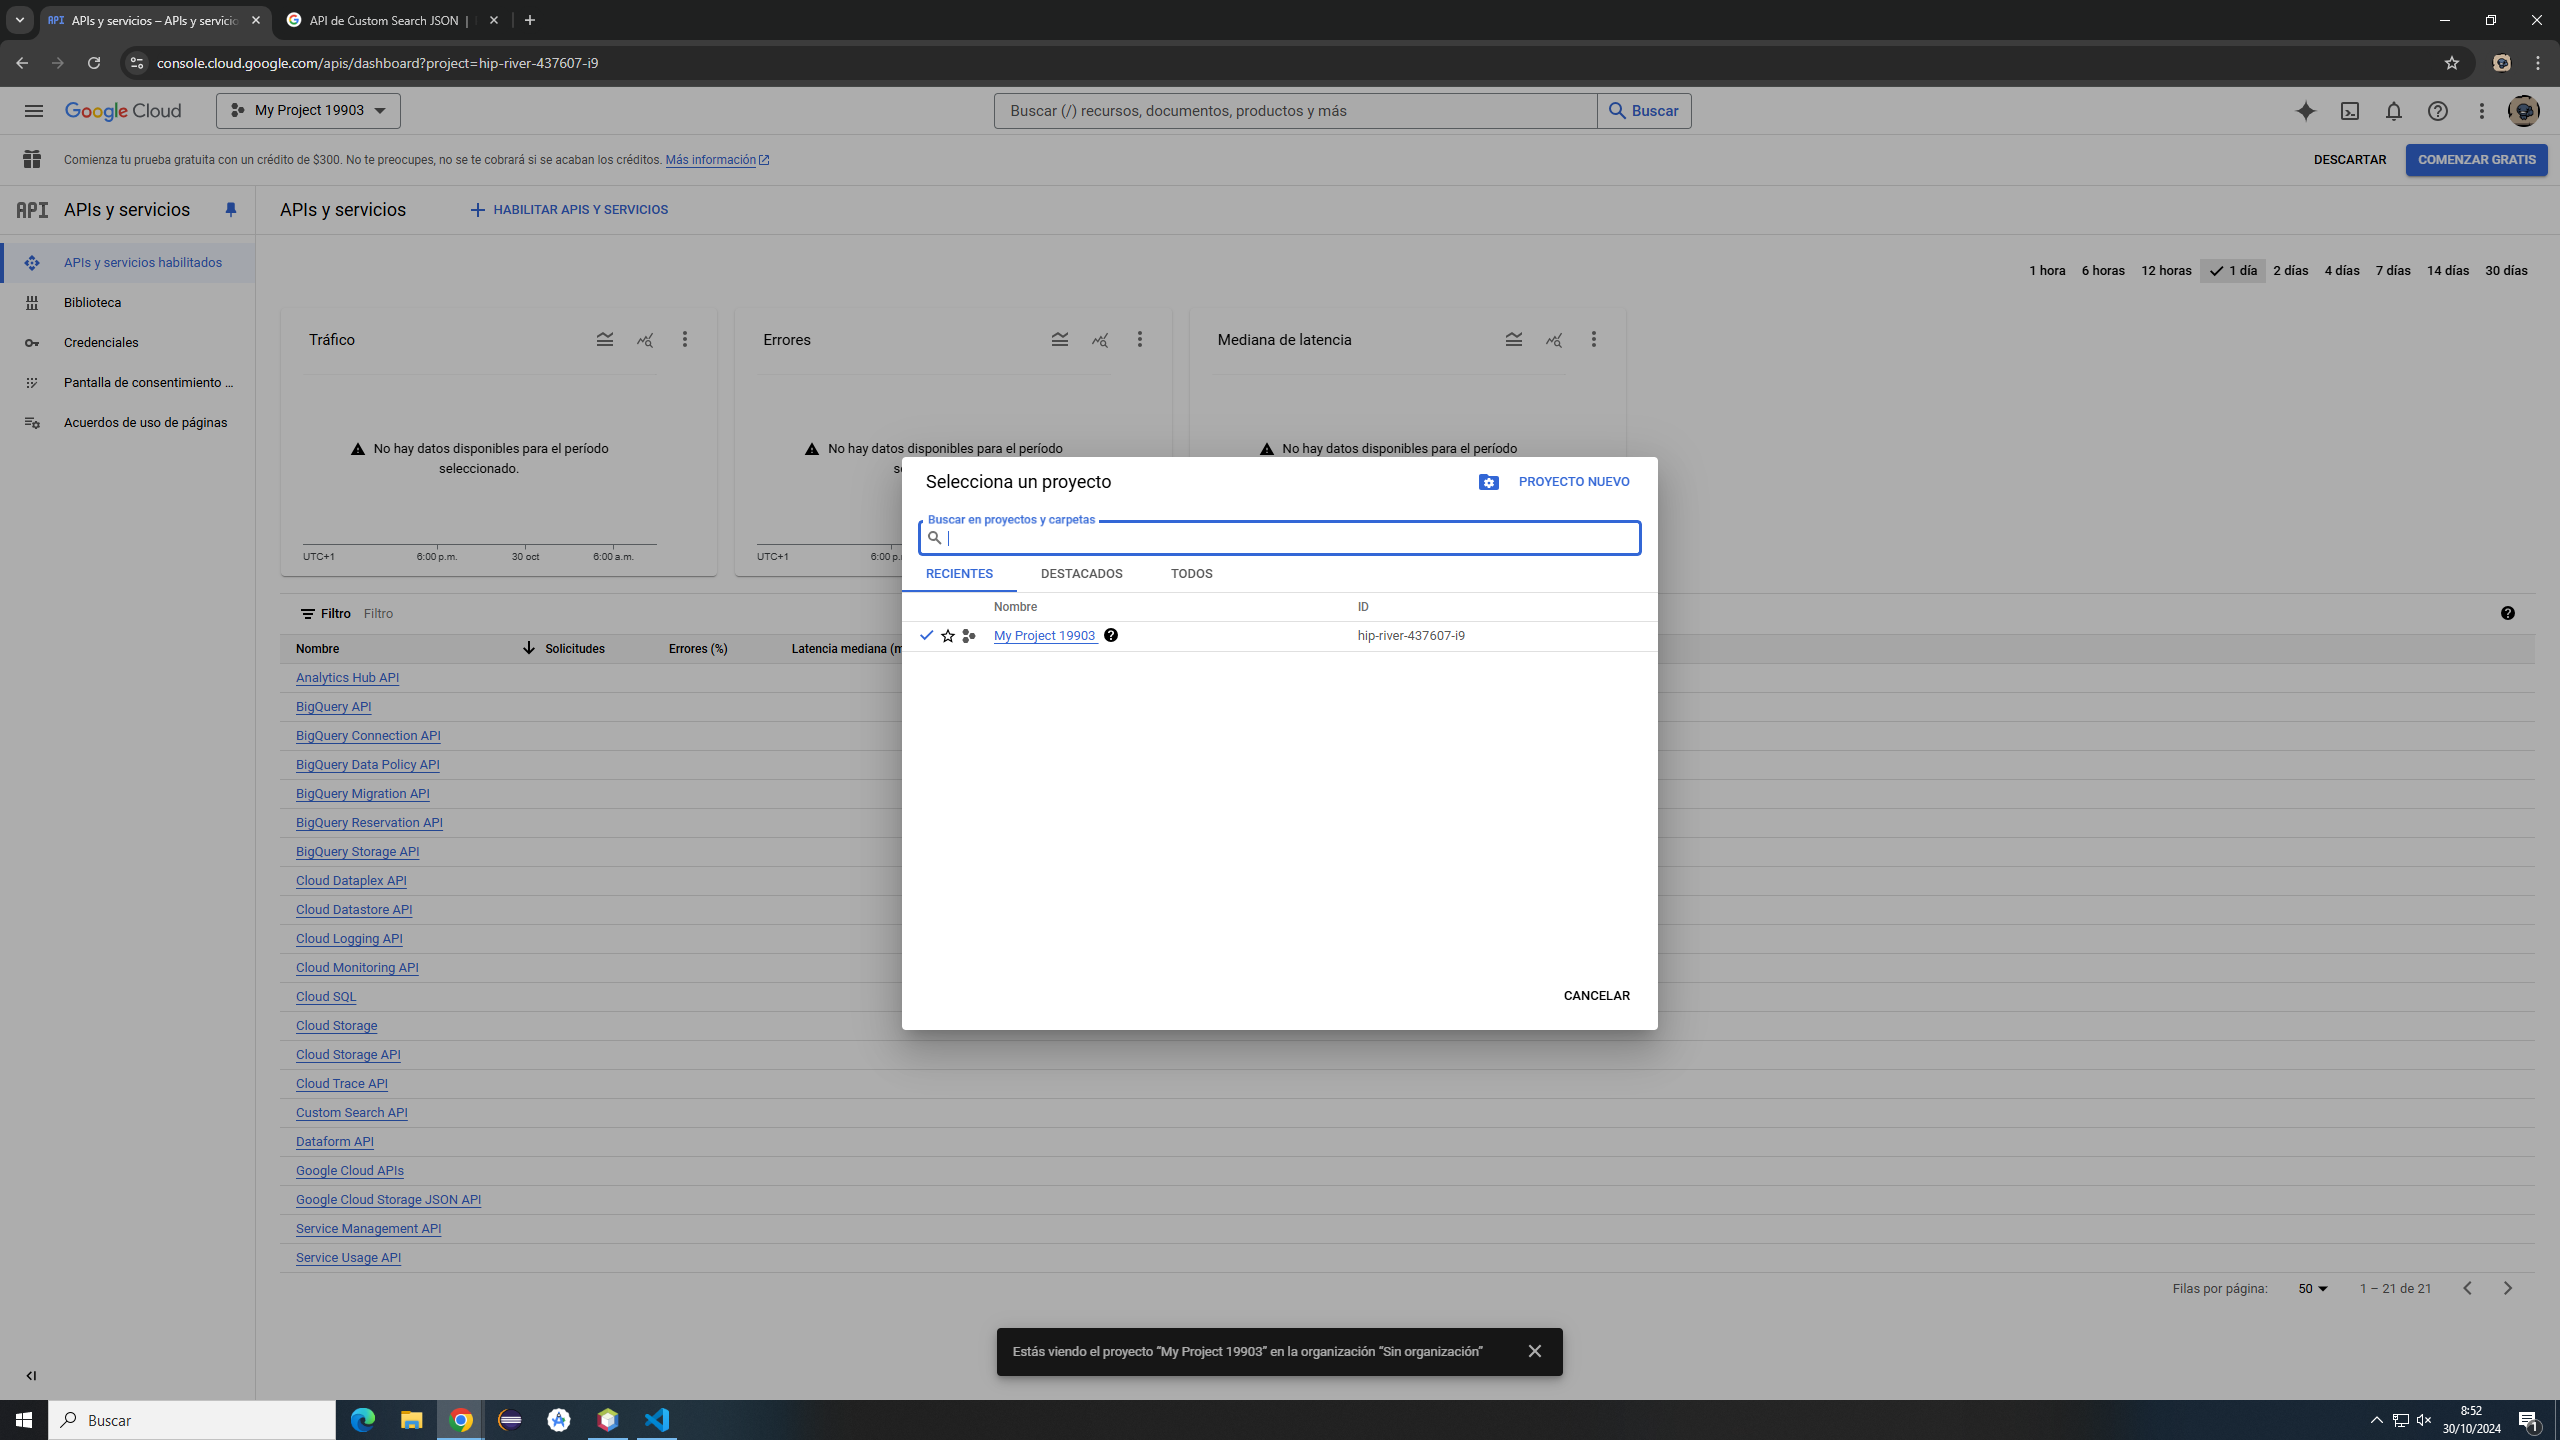 APIs y servicios – APIs y servicio
API de Custom Search JSON |
console.cloud.google.com/apis/dashboard?project=hip-river-437607-i9
Google Cloud
My Project 19903
Buscar (/) recursos, documentos, productos y más
Buscar
Comienza tu prueba gratuita con un crédito de $300. No te preocupes, no se te cobrará si se acaban los créditos. Más información
DESCARTAR
COMENZAR GRATIS
API APIs y servicios
APIs y servicios
HABILITAR APIS Y SERVICIOS
APIs y servicios habilitados
Biblioteca
Credenciales
Pantalla de consentimiento ...
Acuerdos de uso de páginas
1 hora 6 horas 12 horas 1 día 2 días 4 días 7 días 14 días 30 días
Tráfico
No hay datos disponibles para el período
seleccionado.
UTC+1 6:00 p.m. 30 oct 6:00 a.m.
Errores
No hay datos disponibles para el período
UTC+1
Mediana de latencia
No hay datos disponibles para el período
Selecciona un proyecto
PROYECTO NUEVO
Buscar en proyectos y carpetas
RECIENTES DESTACADOS TODOS
Nombre ID
My Project 19903 hip-river-437607-i9
CANCELAR
Filtro Filtro
Nombre Solicitudes Errores (%) Latencia mediana (m
Analytics Hub API
BigQuery API
BigQuery Connection API
BigQuery Data Policy API
BigQuery Migration API
BigQuery Reservation API
BigQuery Storage API
Cloud Dataplex API
Cloud Datastore API
Cloud Logging API
Cloud Monitoring API
Cloud SQL
Cloud Storage
Cloud Storage API
Cloud Trace API
Custom Search API
Dataform API
Google Cloud APIs
Google Cloud Storage JSON API
Service Management API
Service Usage API
Filas por página: 50 1 – 21 de 21
Estás viendo el proyecto “My Project 19903” en la organización “Sin organización”
Buscar
8:52
30/10/2024
1